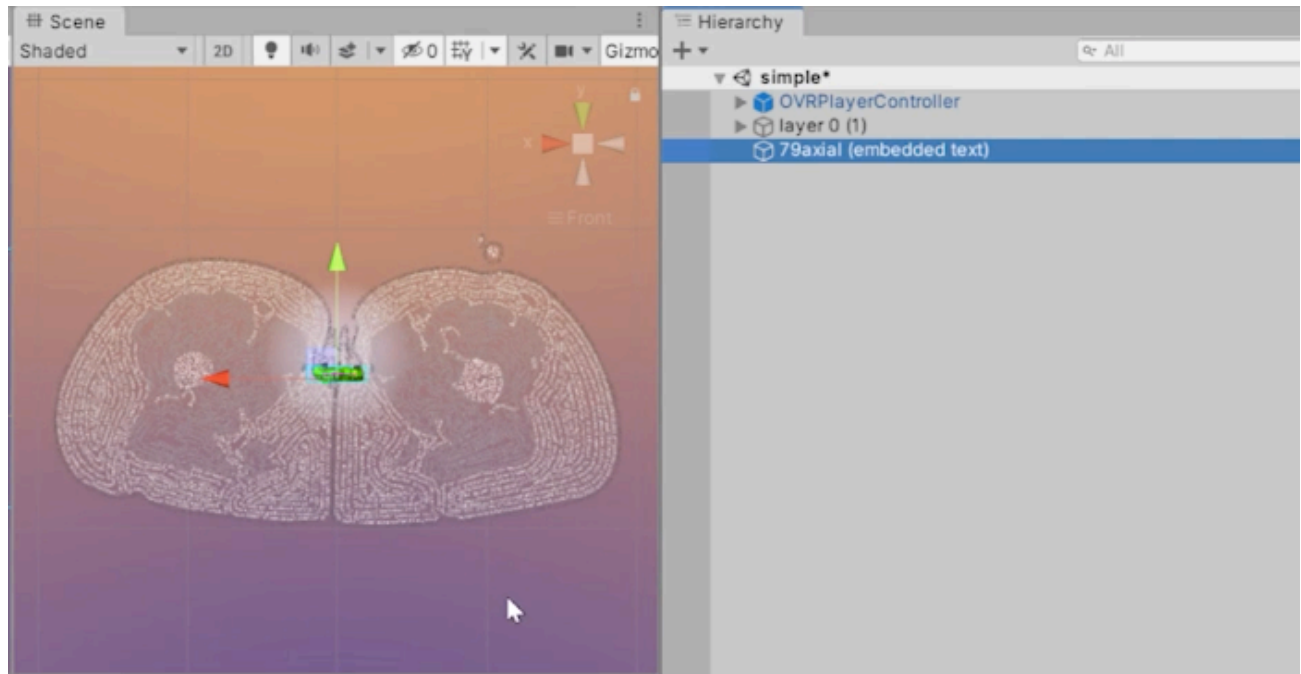 Scene
Hierarchy
Shaded
2D
0
Gizmo
All
simple*
OVRPlayerController
layer 0 (1)
79axial (embedded text)
y
x
Front